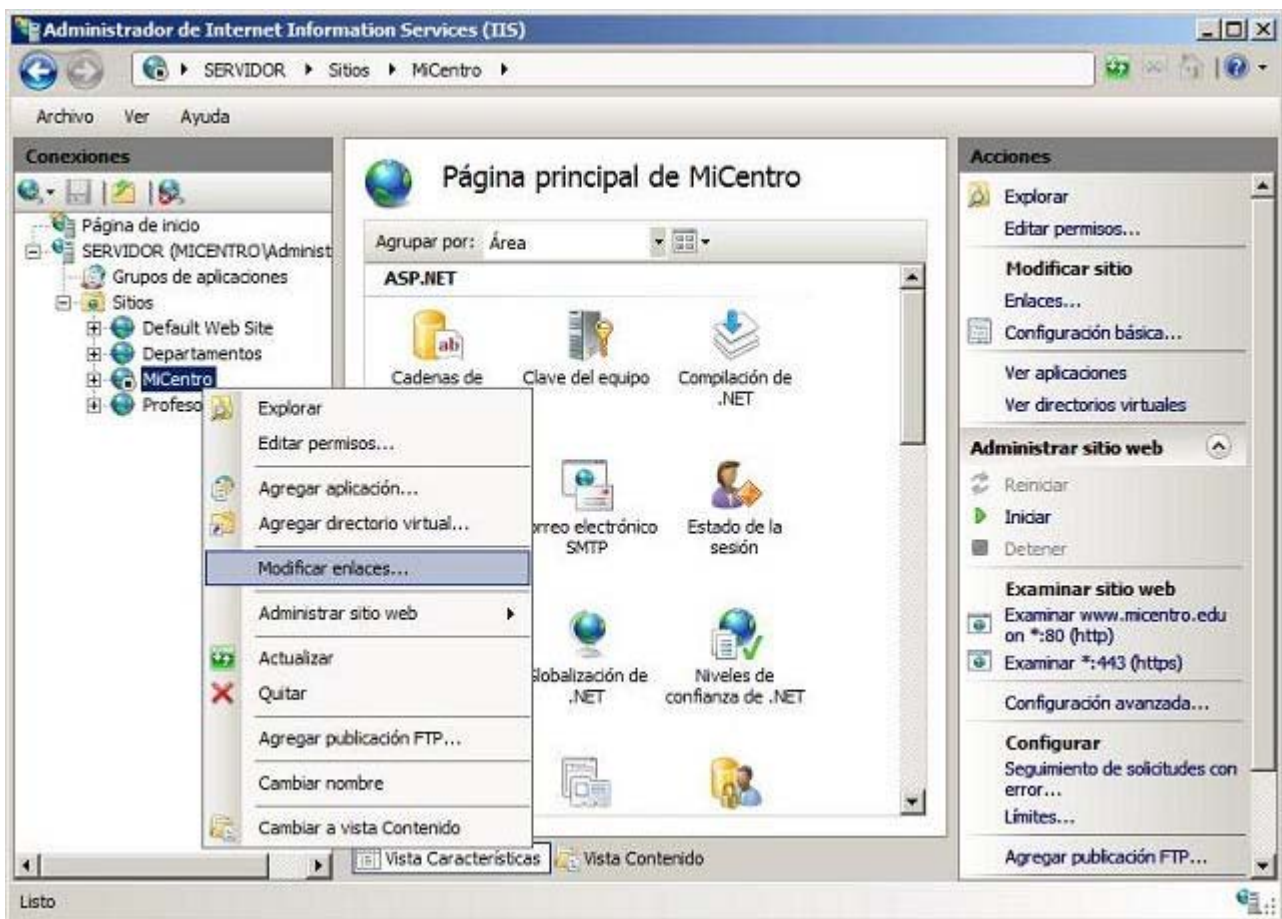 Administrador de Internet Information Services (IIS)
SERVIDOR Sitios MiCentro
Archivo Ver Ayuda
Conexiones
Página de inicio
SERVIDOR (MICENTRO\Administ
Grupos de aplicaciones
Sitios
Default Web Site
Departamentos
MiCentro
Profeso
Explorar
Editar permisos...
Agregar aplicación...
Agregar directorio virtual...
Modificar enlaces...
Administrar sitio web
Actualizar
Quitar
Agregar publicación FTP...
Cambiar nombre
Cambiar a vista Contenido
Página principal de MiCentro
Agrupar por: Área
ASP.NET
ab
Cadenas de
Clave del equipo
Compilación de
.NET
orreo electrónico
SMTP
Estado de la
sesión
Globalización de
.NET
Niveles de
confianza de .NET
Vista Características
Vista Contenido
Acciones
Explorar
Editar permisos...
Modificar sitio
Enlaces...
Configuración básica...
Ver aplicaciones
Ver directorios virtuales
Administrar sitio web
Reiniciar
Iniciar
Detener
Examinar sitio web
Examinar www.micentro.edu
on *:80 (http)
Examinar *:443 (https)
Configuración avanzada...
Configurar
Seguimiento de solicitudes con
error...
Límites...
Agregar publicación FTP...
Listo